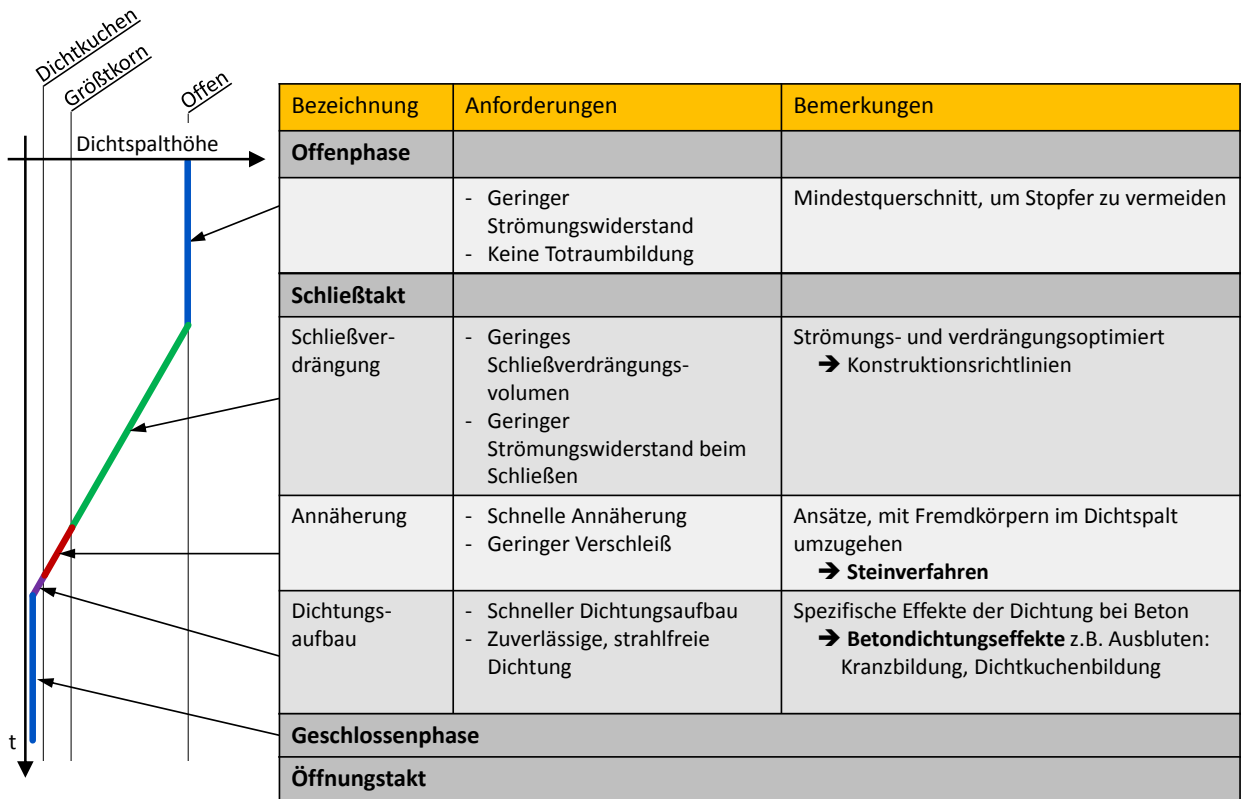 Dichtkuchen
Größtkorn
Offen
Dichtspalthöhe
t
Bezeichnung
Anforderungen
Bemerkungen
Offenphase
- Geringer
Strömungswiderstand
- Keine Totraumbildung
Mindestquerschnitt, um Stopfer zu vermeiden
Schließtakt
Schließver-
drängung
- Geringes
Schließverdrängungs-
volumen
- Geringer
Strömungswiderstand beim
Schließen
Strömungs- und verdrängungsoptimiert
➔ Konstruktionsrichtlinien
Annäherung
- Schnelle Annäherung
- Geringer Verschleiß
Ansätze, mit Fremdkörpern im Dichtspalt
umzugehen
➔ Steinverfahren
Dichtungs-
aufbau
- Schneller Dichtungsaufbau
- Zuverlässige, strahlfreie
Dichtung
Spezifische Effekte der Dichtung bei Beton
➔ Betondichtungseffekte z.B. Ausbluten:
Kranzbildung, Dichtkuchenbildung
Geschlossenphase
Öffnungstakt